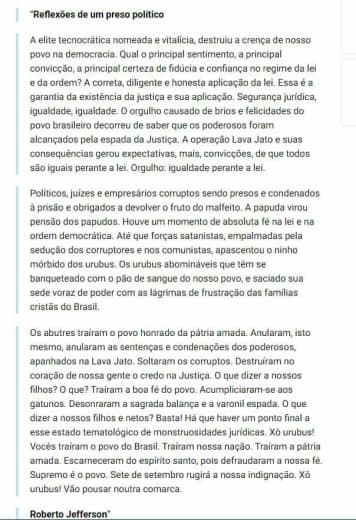 "Reflexões de um preso político
A elite tecnocrática nomeada e vitalícia, destruiu a crença de nosso
povo na democracia. Qual o principal sentimento, a principal
convicção, a principal certeza de fidúcia e confiança no regime da lei
e da ordem? A correta, diligente e honesta aplicação da lei. Essa é a
garantia da existência da justiça e sua aplicação. Segurança jurídica,
igualdade, igualdade. O orgulho causado de brios e felicidades do
povo brasileiro decorreu de saber que os poderosos foram
alcançados pela espada da Justiça. A operação Lava Jato e suas
consequências gerou expectativas, mais, convicções, de que todos
são iguais perante a lei. Orgulho: igualdade perante a lei.
Políticos, juízes e empresários corruptos sendo presos e condenados
à prisão e obrigados a devolver o fruto do malfeito. A papuda virou
pensão dos papudos. Houve um momento de absoluta fé na lei e na
ordem democrática. Até que forças satanistas, empalmadas pela
sedução dos corruptores e nos comunistas, apascentou o ninho
mórbido dos urubus. Os urubus abomináveis que têm se
banqueteado com o pão de sangue do nosso povo, e saciado sua
sede voraz de poder com as lágrimas de frustração das famílias
cristãs do Brasil.
Os abutres traíram o povo honrado da pátria amada. Anularam, isto
mesmo, anularam as sentenças e condenações dos poderosos,
apanhados na Lava Jato. Soltaram os corruptos. Destruíram no
coração de nossa gente o credo na Justiça. O que dizer a nossos
filhos? O que? Traíram a boa fé do povo. Acumpliciaram-se aos
gatunos. Desonraram a sagrada balança e a varonil espada. O que
dizer a nossos filhos e netos? Basta! Há que haver um ponto final a
esse estado tematológico de monstruosidades jurídicas. Xô urubus!
Vocês traíram o povo do Brasil. Traíram nossa nação. Traíram a pátria
amada. Escarneceram do espírito santo, pois defraudaram a nossa fé.
Supremo é o povo. Sete de setembro rugirá a nossa indignação. Xô
urubus! Vão pousar noutra comarca.
Roberto Jefferson"